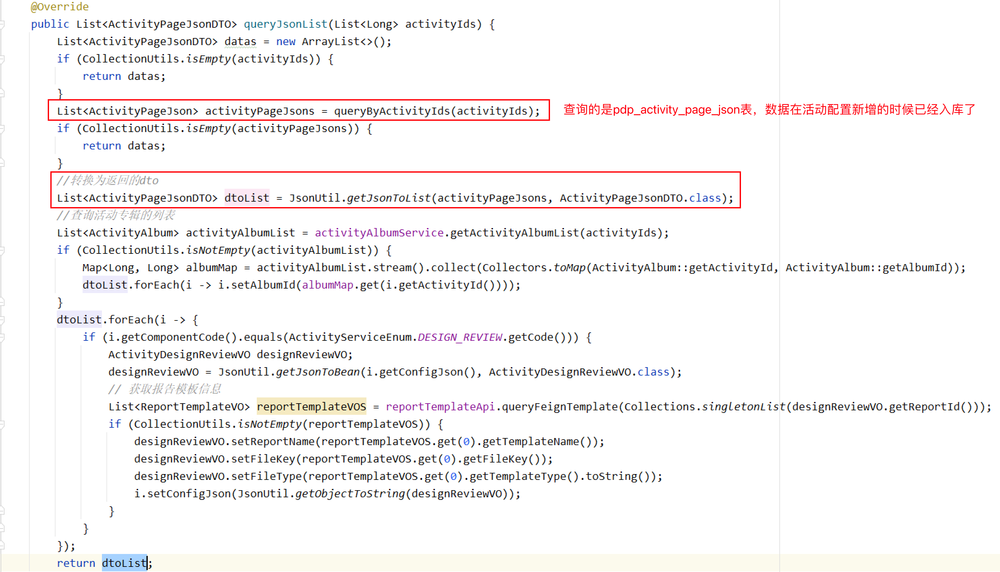 @Override
public List<ActivityPageJsonDTO> queryJsonList(List<Long> activityIds) {
    List<ActivityPageJsonDTO> datas = new ArrayList<>();
    if (CollectionUtils.isEmpty(activityIds)) {
        return datas;
    }
    List<ActivityPageJson> activityPageJsons = queryByActivityIds(activityIds); 查询的是pdp_activity_page_json表，数据在活动配置新增的时候已经入库了
    if (CollectionUtils.isEmpty(activityPageJsons)) {
        return datas;
    }
    //转换为返回的dto
    List<ActivityPageJsonDTO> dtoList = JsonUtil.getJsonToList(activityPageJsons, ActivityPageJsonDTO.class);
    //查询活动专辑的列表
    List<ActivityAlbum> activityAlbumList = activityAlbumService.getActivityAlbumList(activityIds);
    if (CollectionUtils.isNotEmpty(activityAlbumList)) {
        Map<Long, Long> albumMap = activityAlbumList.stream().collect(Collectors.toMap(ActivityAlbum::getActivityId, ActivityAlbum::getAlbumId));
        dtoList.forEach(i -> i.setAlbumId(albumMap.get(i.getActivityId())));
    }
    dtoList.forEach(i -> {
        if (i.getComponentCode().equals(ActivityServiceEnum.DESIGN_REVIEW.getCode())) {
            ActivityDesignReviewVO designReviewVO;
            designReviewVO = JsonUtil.getJsonToBean(i.getConfigJson(), ActivityDesignReviewVO.class);
            // 获取报告模板信息
            List<ReportTemplateVO> reportTemplateVOS = reportTemplateApi.queryFeignTemplate(Collections.singletonList(designReviewVO.getReportId()));
            if (CollectionUtils.isNotEmpty(reportTemplateVOS)) {
                designReviewVO.setReportName(reportTemplateVOS.get(0).getTemplateName());
                designReviewVO.setFileKey(reportTemplateVOS.get(0).getFileKey());
                designReviewVO.setFileType(reportTemplateVOS.get(0).getTemplateType().toString());
                i.setConfigJson(JsonUtil.getObjectToString(designReviewVO));
            }
        }
    });
    return dtoList;